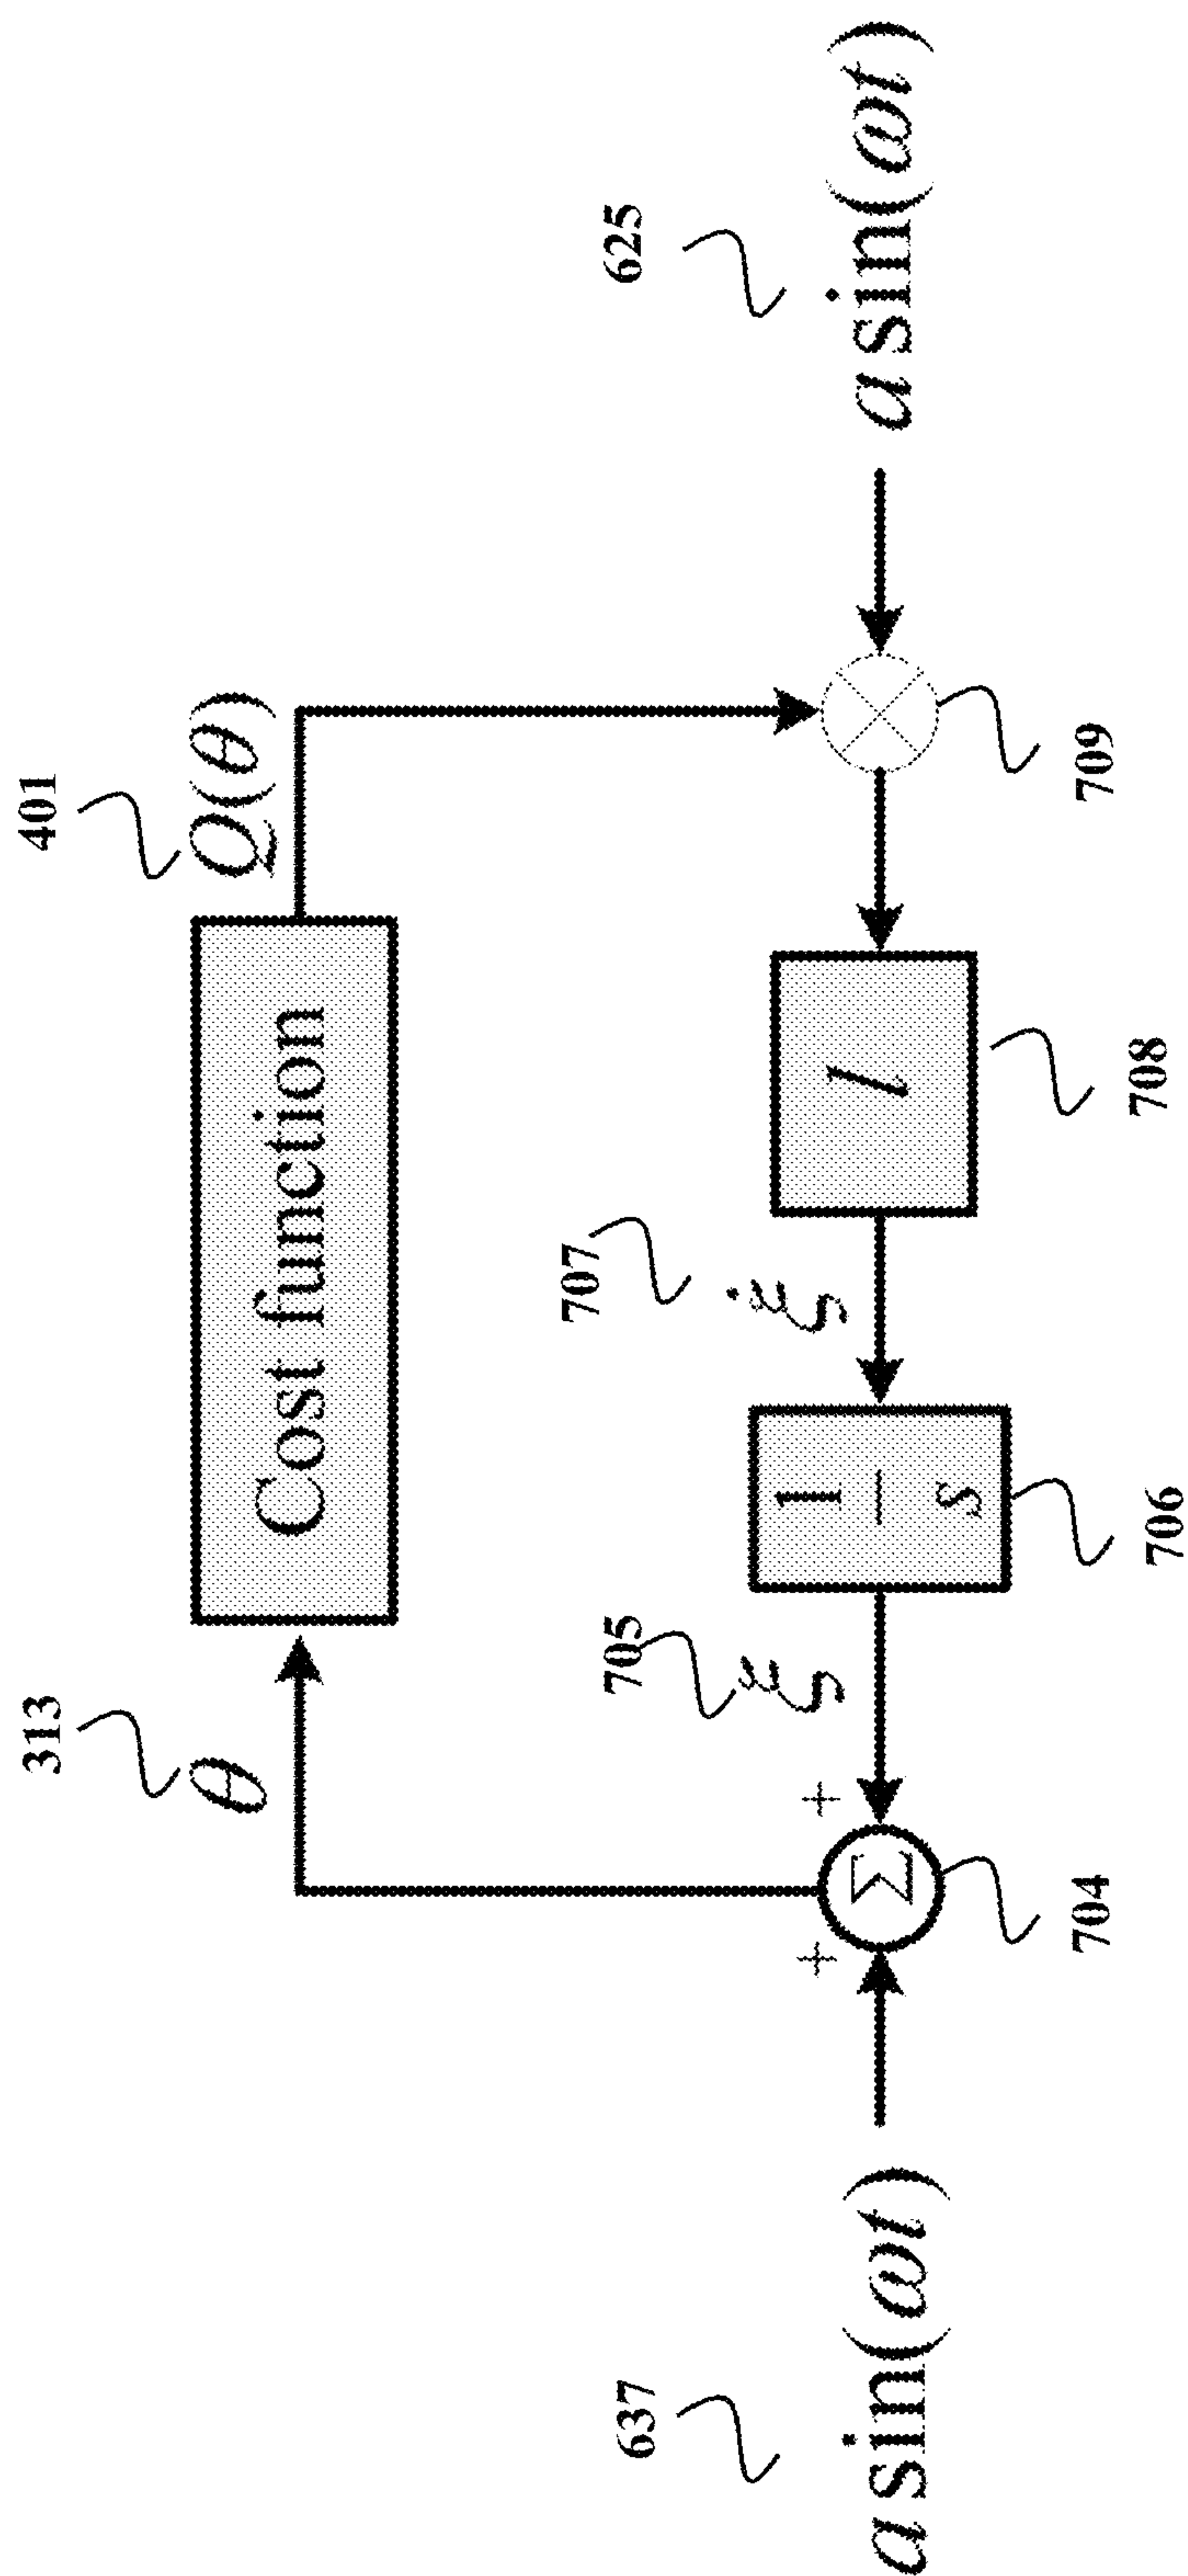 401
313
Q(θ)
θ
Cost function
637
705
707
625
a sin(ωt)
+
+
Σ
ξ
1
s
ξ̇
l
a sin(ωt)
704
706
708
709